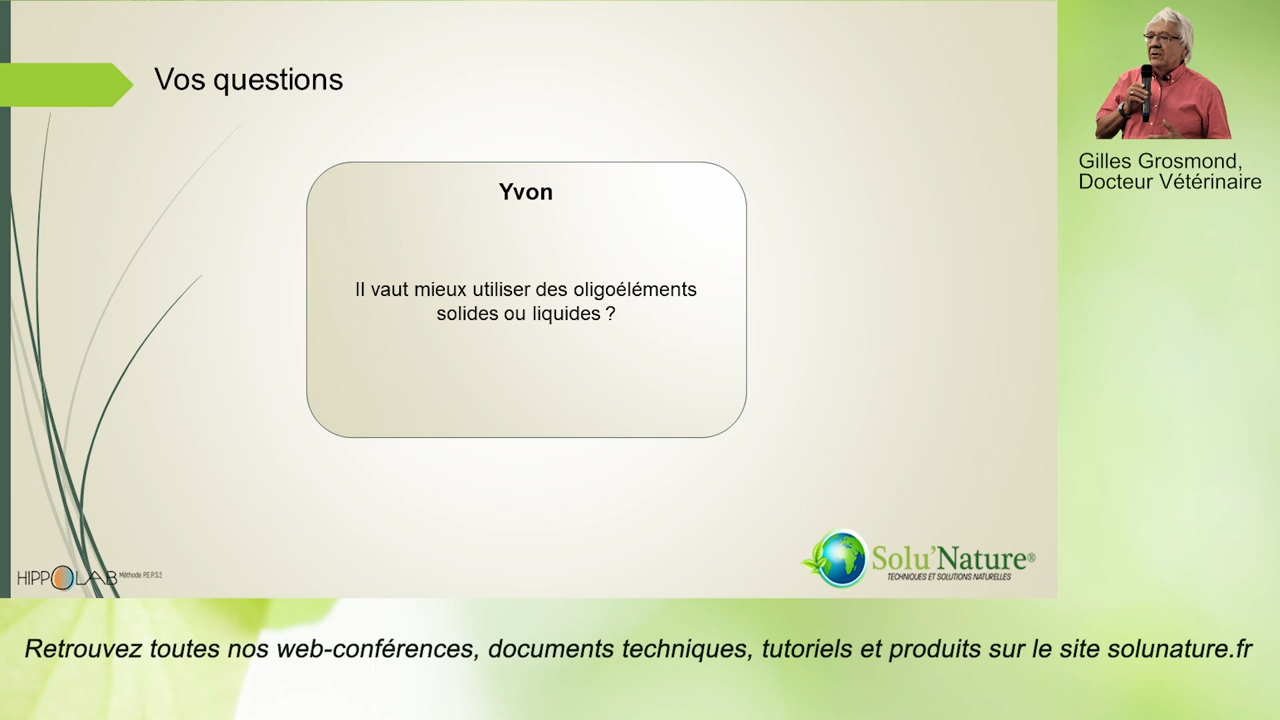 Vos questions
Yvon
Il vaut mieux utiliser des oligoéléments
solides ou liquides ?
Gilles Grosmond,
Docteur Vétérinaire
HIPPOLAB Méthode P.E.P.S.S
Solu'Nature®
TECHNIQUES ET SOLUTIONS NATURELLES
Retrouvez toutes nos web-conférences, documents techniques, tutoriels et produits sur le site solunature.fr